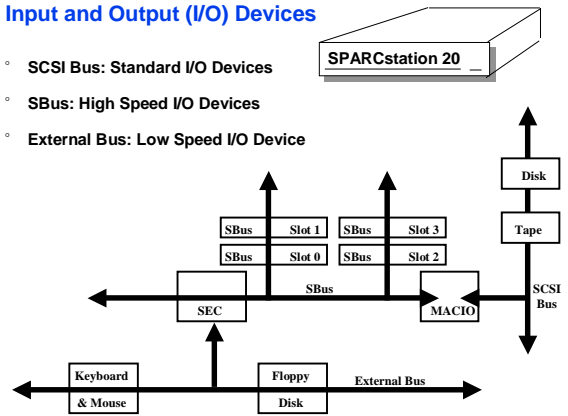 Input and Output (I/O) Devices
SPARCstation 20 _
° SCSI Bus: Standard I/O Devices
° SBus: High Speed I/O Devices
° External Bus: Low Speed I/O Device
Disk
Tape
SBus Slot 1
SBus Slot 3
SBus Slot 0
SBus Slot 2
SBus
SCSI
Bus
SEC
MACIO
Keyboard
& Mouse
Floppy
Disk
External Bus